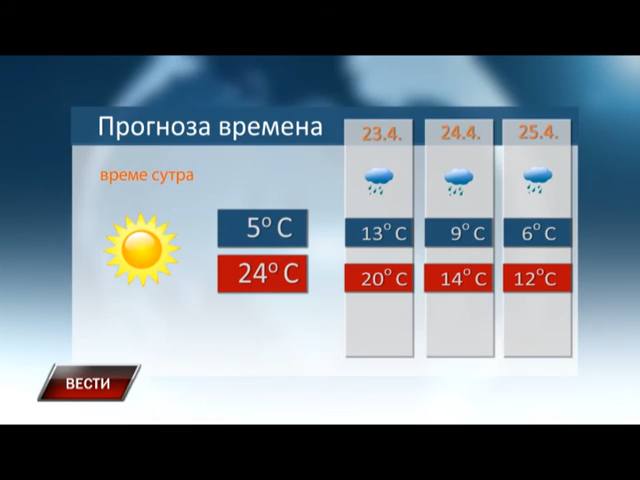 Прогноза времена
време сутра
5°C
24°C
23.4.
13°C
20°C
24.4.
9°C
14°C
25.4.
6°C
12°C
ВЕСТИ